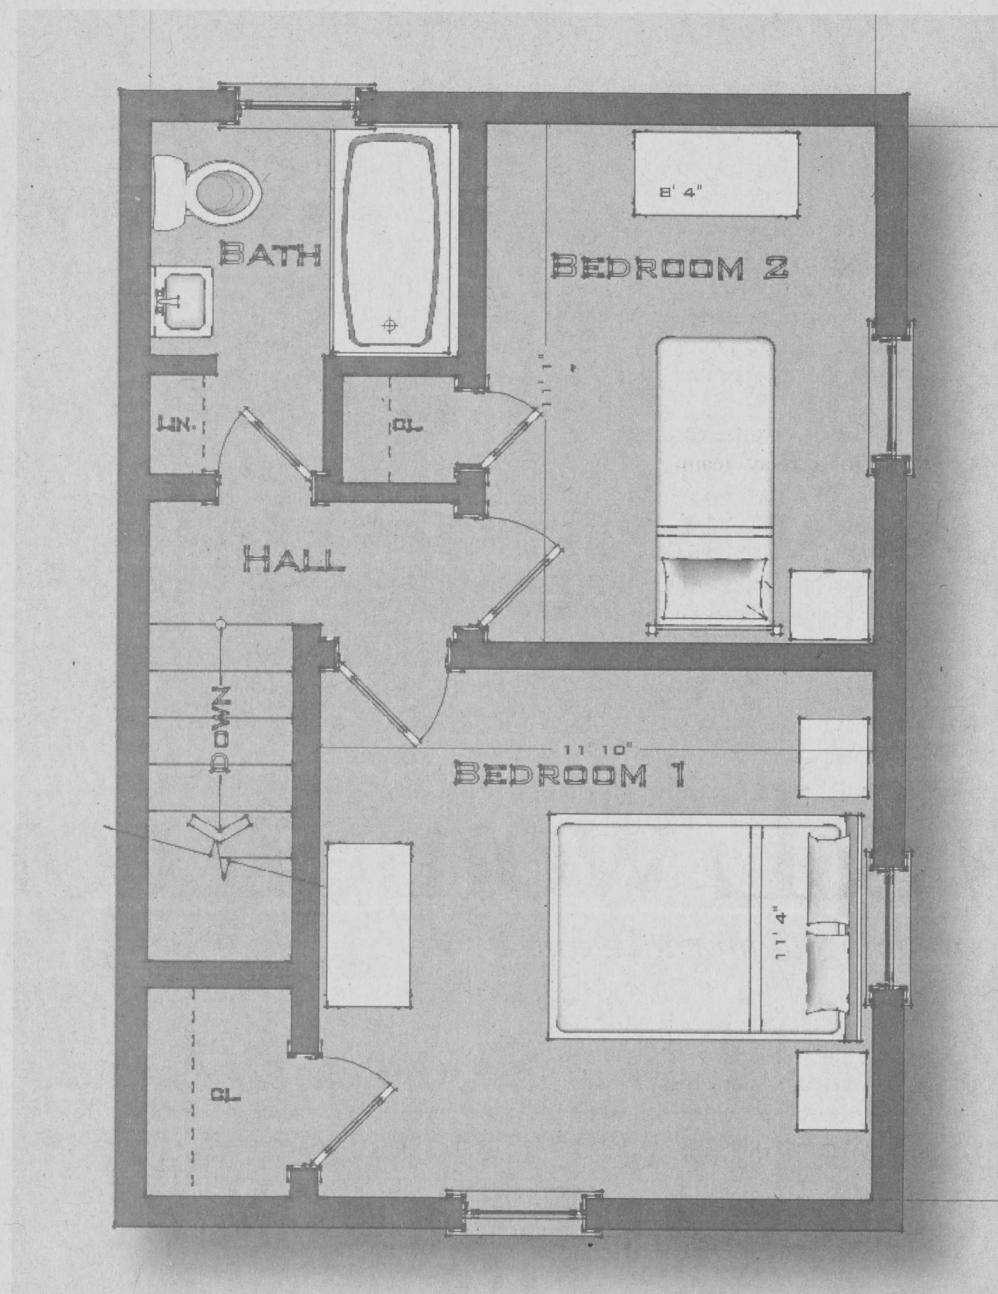 8' 4"
BATH
BEDROOM 2
11' 1"
LIN.
CL
HALL
DOWN
11' 10"
BEDROOM 1
11' 4"
CL